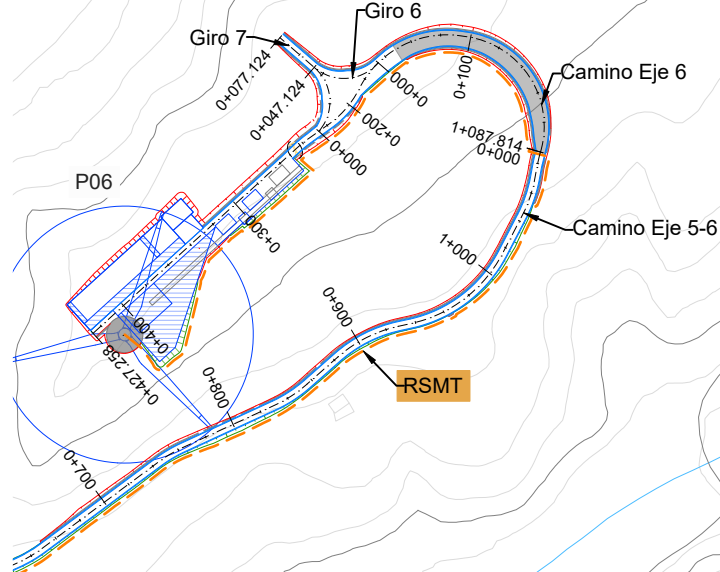 Giro 6
Giro 7
0+077.124
0+047.124
0+000
0+100
Camino Eje 6
0+200
1+087.814
0+000
0+000
P06
0+300
Camino Eje 5-6
1+000
0+900
0+400
0+427.258
RSMT
0+800
0+700